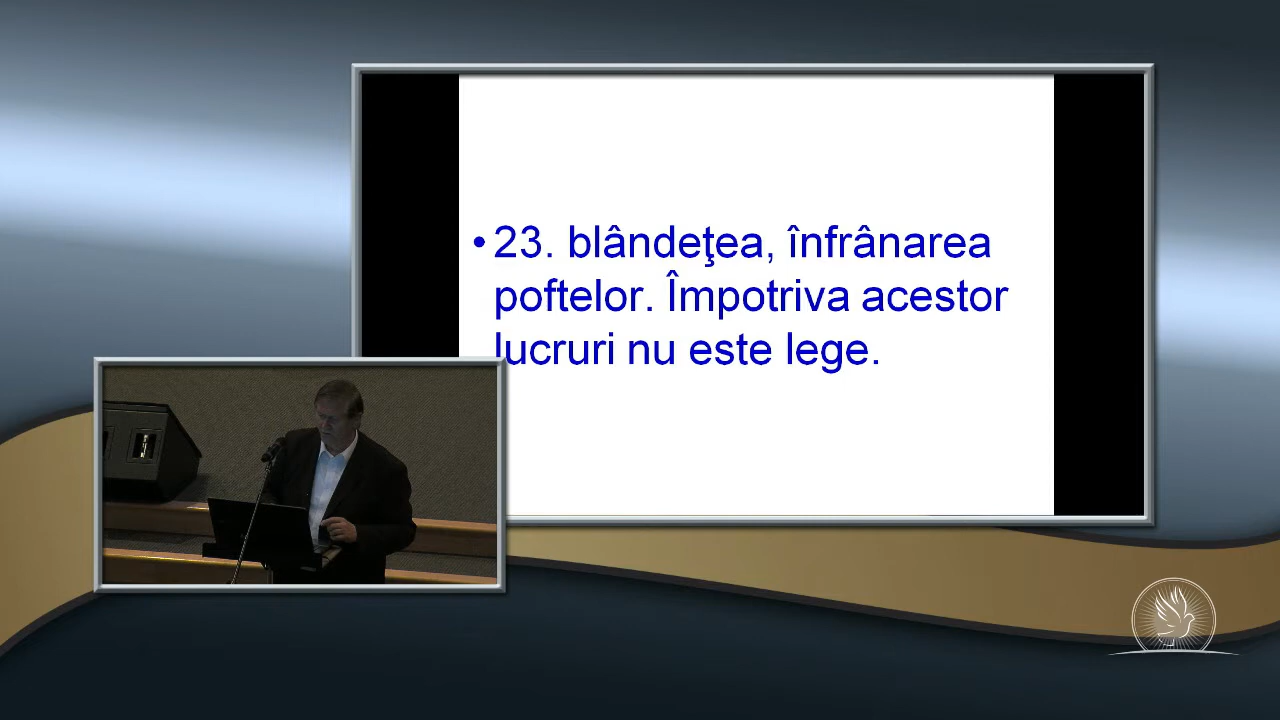 • 23. blândeţea, înfrânarea
poftelor. Împotriva acestor
lucruri nu este lege.